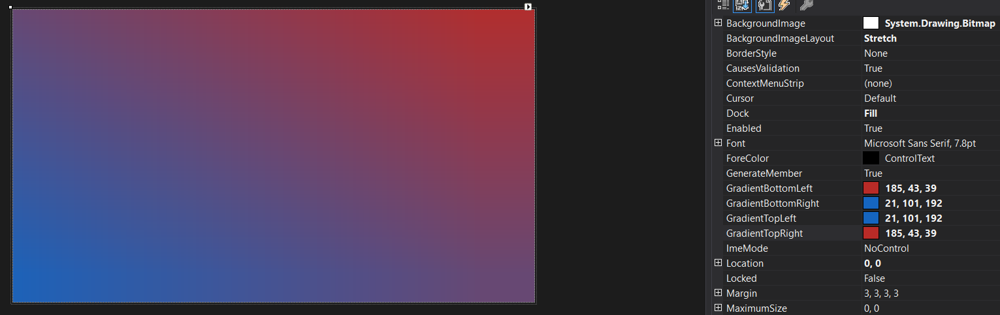 BackgroundImage System.Drawing.Bitmap
BackgroundImageLayout Stretch
BorderStyle None
CausesValidation True
ContextMenuStrip (none)
Cursor Default
Dock Fill
Enabled True
Font Microsoft Sans Serif, 7.8pt
ForeColor ControlText
GenerateMember True
GradientBottomLeft 185, 43, 39
GradientBottomRight 21, 101, 192
GradientTopLeft 21, 101, 192
GradientTopRight 185, 43, 39
ImeMode NoControl
Location 0, 0
Locked False
Margin 3, 3, 3, 3
MaximumSize 0, 0